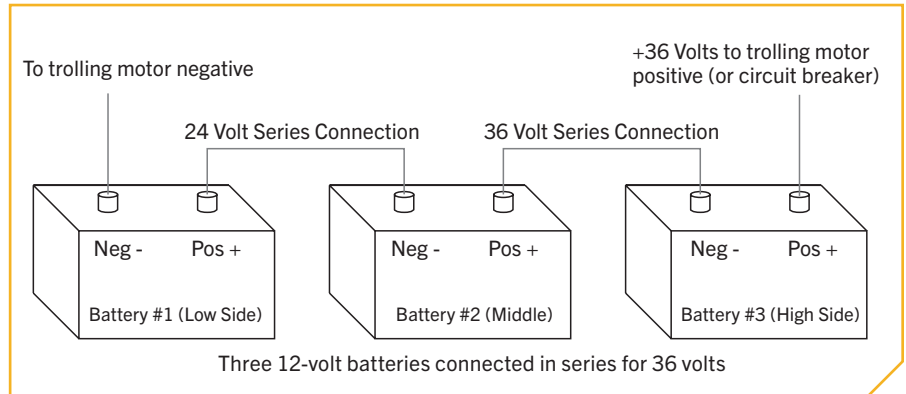 To trolling motor negative
+36 Volts to trolling motor
positive (or circuit breaker)
24 Volt Series Connection
36 Volt Series Connection
Neg -
Pos +
Neg -
Pos +
Neg -
Pos +
Battery #1 (Low Side)
Battery #2 (Middle)
Battery #3 (High Side)
Three 12-volt batteries connected in series for 36 volts